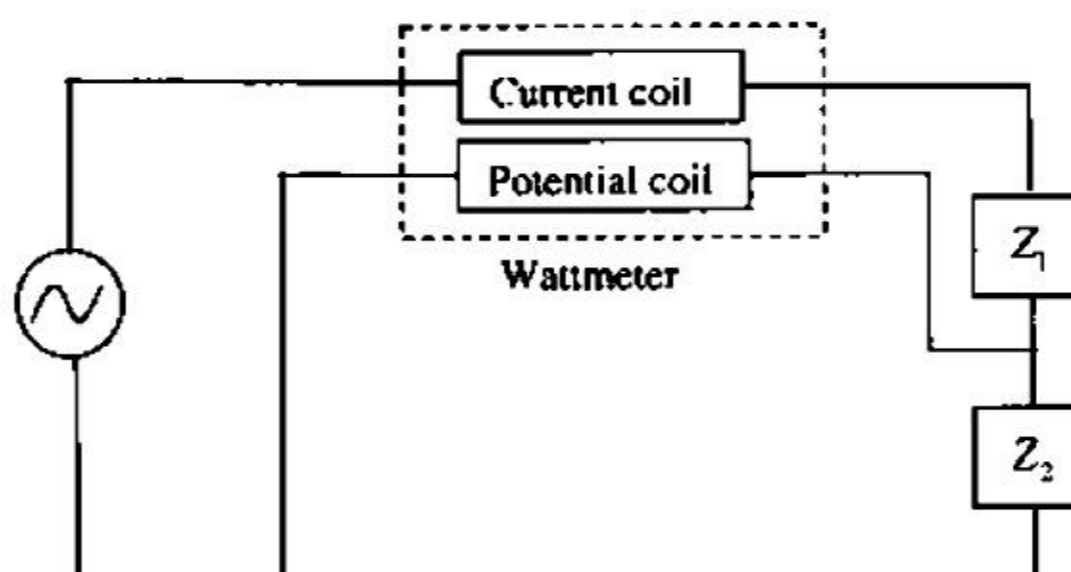 Current coil
Potential coil
Wattmeter
Z₁
Z₂